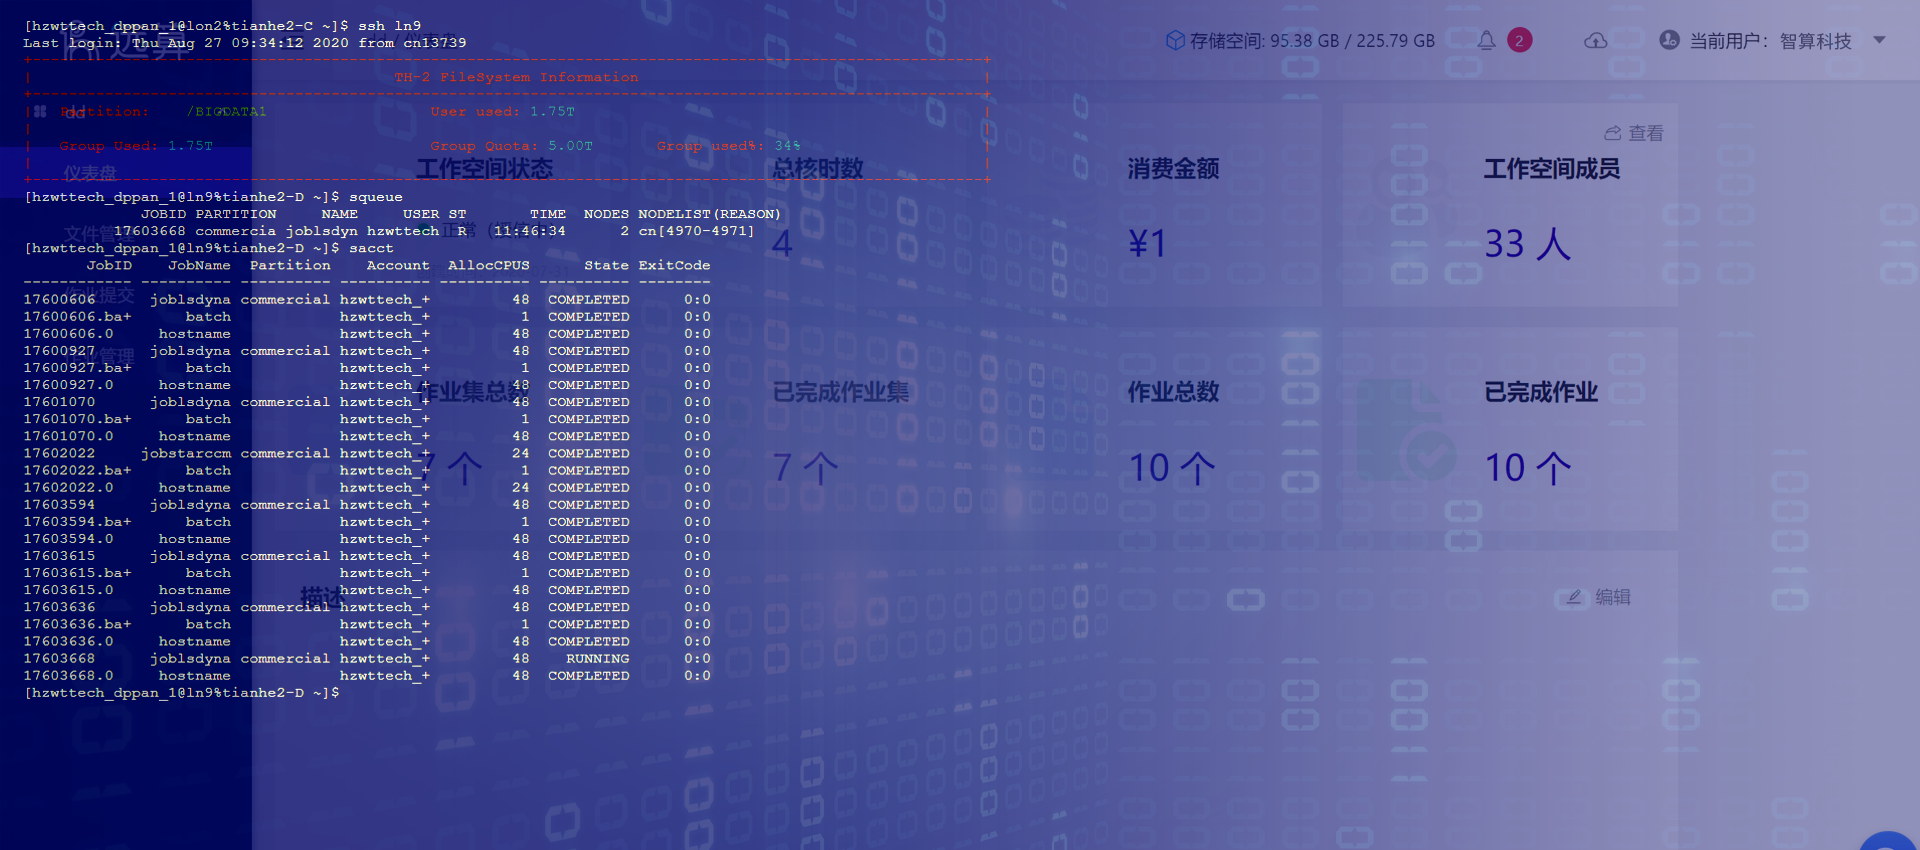 [hzwttech_dppan_1@lon2%tianhe2-C ~]$ ssh ln9
Last login: Thu Aug 27 09:34:12 2020 from cn13739
TH-2 FileSystem Information
Partition: /BIGDATA1 User used: 1.75T
Group Used: 1.75T Group Quota: 5.00T Group used%: 34%
[hzwttech_dppan_1@ln9%tianhe2-D ~]$ squeue
JOBID PARTITION NAME USER ST TIME NODES NODELIST(REASON)
17603668 commercia joblsdyn hzwttech R 11:46:34 2 cn[4970-4971]
[hzwttech_dppan_1@ln9%tianhe2-D ~]$ sacct
JobID JobName Partition Account AllocCPUS State ExitCode
------------ ---------- ---------- ---------- ---------- ---------- --------
17600606 joblsdyna commercial hzwttech_+ 48 COMPLETED 0:0
17600606.ba+ batch hzwttech_+ 1 COMPLETED 0:0
17600606.0 hostname hzwttech_+ 48 COMPLETED 0:0
17600927 joblsdyna commercial hzwttech_+ 48 COMPLETED 0:0
17600927.ba+ batch hzwttech_+ 1 COMPLETED 0:0
17600927.0 hostname hzwttech_+ 48 COMPLETED 0:0
17601070 joblsdyna commercial hzwttech_+ 48 COMPLETED 0:0
17601070.ba+ batch hzwttech_+ 1 COMPLETED 0:0
17601070.0 hostname hzwttech_+ 48 COMPLETED 0:0
17602022 jobstarccm commercial hzwttech_+ 24 COMPLETED 0:0
17602022.ba+ batch hzwttech_+ 1 COMPLETED 0:0
17602022.0 hostname hzwttech_+ 24 COMPLETED 0:0
17603594 joblsdyna commercial hzwttech_+ 48 COMPLETED 0:0
17603594.ba+ batch hzwttech_+ 1 COMPLETED 0:0
17603594.0 hostname hzwttech_+ 48 COMPLETED 0:0
17603615 joblsdyna commercial hzwttech_+ 48 COMPLETED 0:0
17603615.ba+ batch hzwttech_+ 1 COMPLETED 0:0
17603615.0 hostname hzwttech_+ 48 COMPLETED 0:0
17603636 joblsdyna commercial hzwttech_+ 48 COMPLETED 0:0
17603636.ba+ batch hzwttech_+ 1 COMPLETED 0:0
17603636.0 hostname hzwttech_+ 48 COMPLETED 0:0
17603668 joblsdyna commercial hzwttech_+ 48 RUNNING 0:0
17603668.0 hostname hzwttech_+ 48 COMPLETED 0:0
[hzwttech_dppan_1@ln9%tianhe2-D ~]$
存储空间: 95.38 GB / 225.79 GB 2 当前用户: 智算科技
dd
仪表盘
文件管理
作业提交
作业管理
查看
工作空间状态 总核时数 消费金额 工作空间成员
正常 4 ¥1 33 人
作业集总数 已完成作业集 作业总数 已完成作业
7 个 7 个 10 个 10 个
描述 编辑